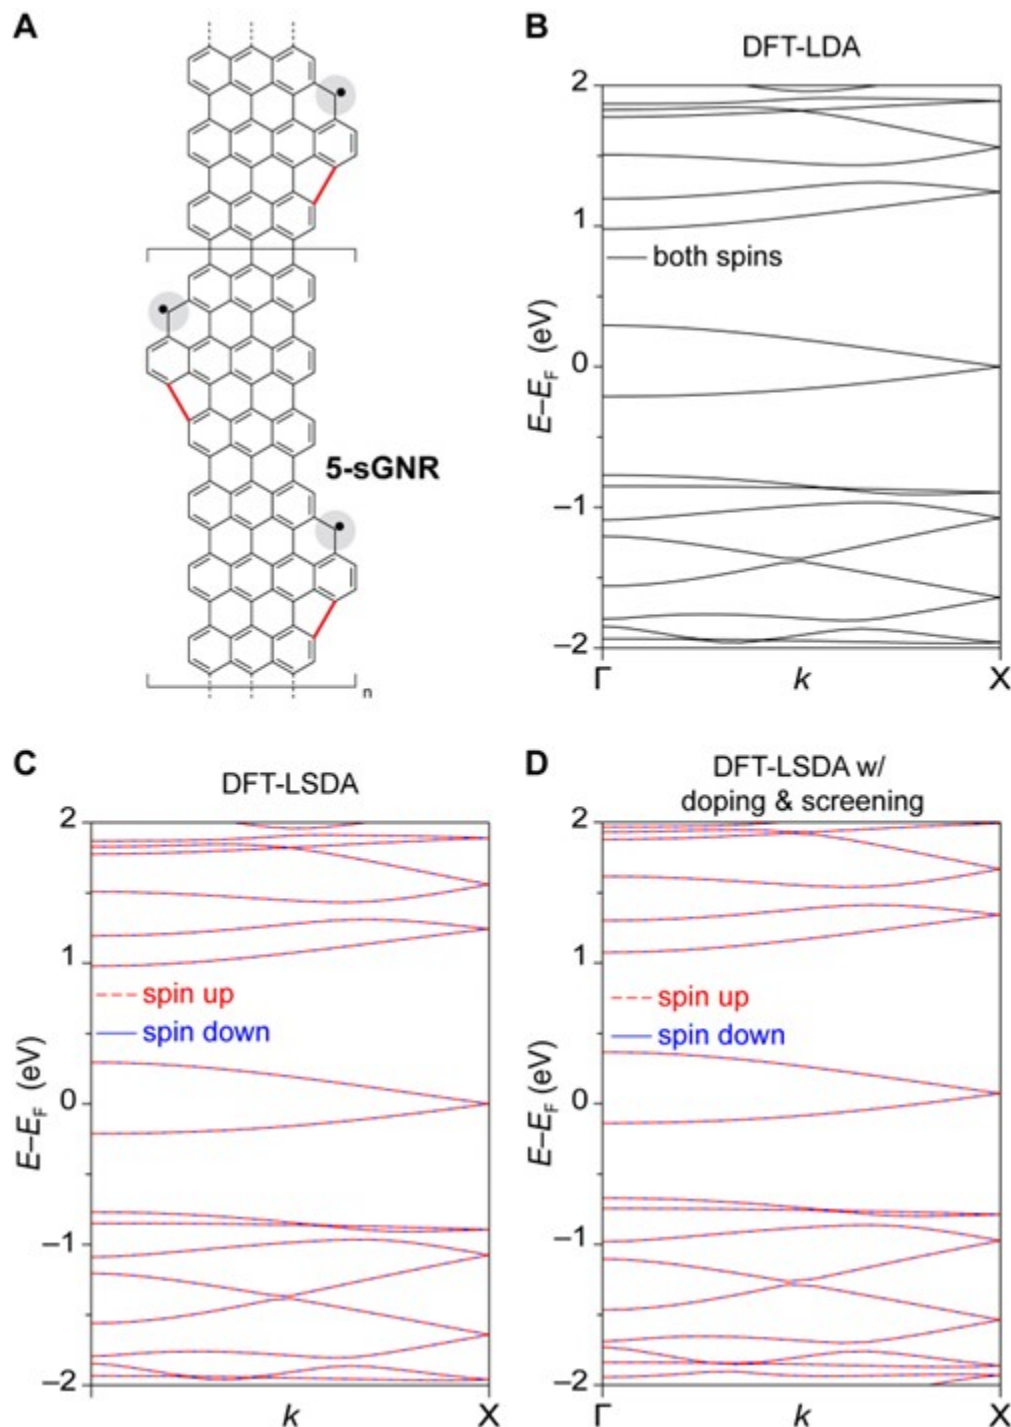 A
5-sGNR
n
B
DFT-LDA
2
1
0
–1
–2
E–E_F (eV)
both spins
Γ
k
X
C
DFT-LSDA
2
1
0
–1
–2
E–E_F (eV)
spin up
spin down
k
X
D
DFT-LSDA w/
doping & screening
2
1
0
–1
–2
E–E_F (eV)
spin up
spin down
Γ
k
X